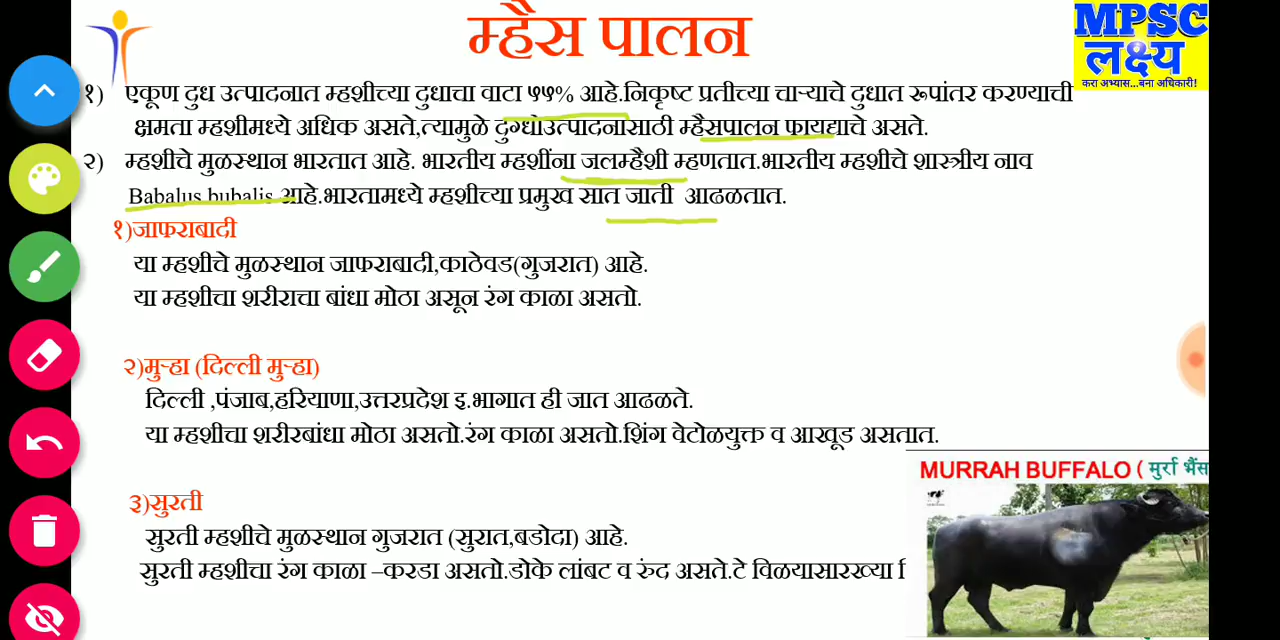 म्हैस पालन
MPSC
लक्ष्य
करा अभ्यास...बना अधिकारी!
१) एकूण दुध उत्पादनात म्हशीच्या दुधाचा वाटा ५५% आहे.निकृष्ट प्रतीच्या चाऱ्याचे दुधात रूपांतर करण्याची
क्षमता म्हशीमध्ये अधिक असते,त्यामुळे दुग्धोउत्पादनासाठी म्हैसपालन फायद्याचे असते.
२) म्हशीचे मुळस्थान भारतात आहे. भारतीय म्हशींना जलम्हैशी म्हणतात.भारतीय म्हशीचे शास्त्रीय नाव
Babalus bubalis आहे.भारतामध्ये म्हशीच्या प्रमुख सात जाती आढळतात.
१)जाफराबादी
या म्हशीचे मुळस्थान जाफराबादी,काठेवड(गुजरात) आहे.
या म्हशीचा शरीराचा बांधा मोठा असून रंग काळा असतो.
२)मुऱ्हा (दिल्ली मुऱ्हा)
दिल्ली ,पंजाब,हरियाणा,उत्तरप्रदेश इ.भागात ही जात आढळते.
या म्हशीचा शरीरबांधा मोठा असतो.रंग काळा असतो.शिंग वेटोळयुक्त व आखूड असतात.
MURRAH BUFFALO ( मुर्रा भैंस
३)सुरती
सुरती म्हशीचे मुळस्थान गुजरात (सुरात,बडोदा) आहे.
सुरती म्हशीचा रंग काळा –करडा असतो.डोके लांबट व रुंद असते.टे विळयासारख्या